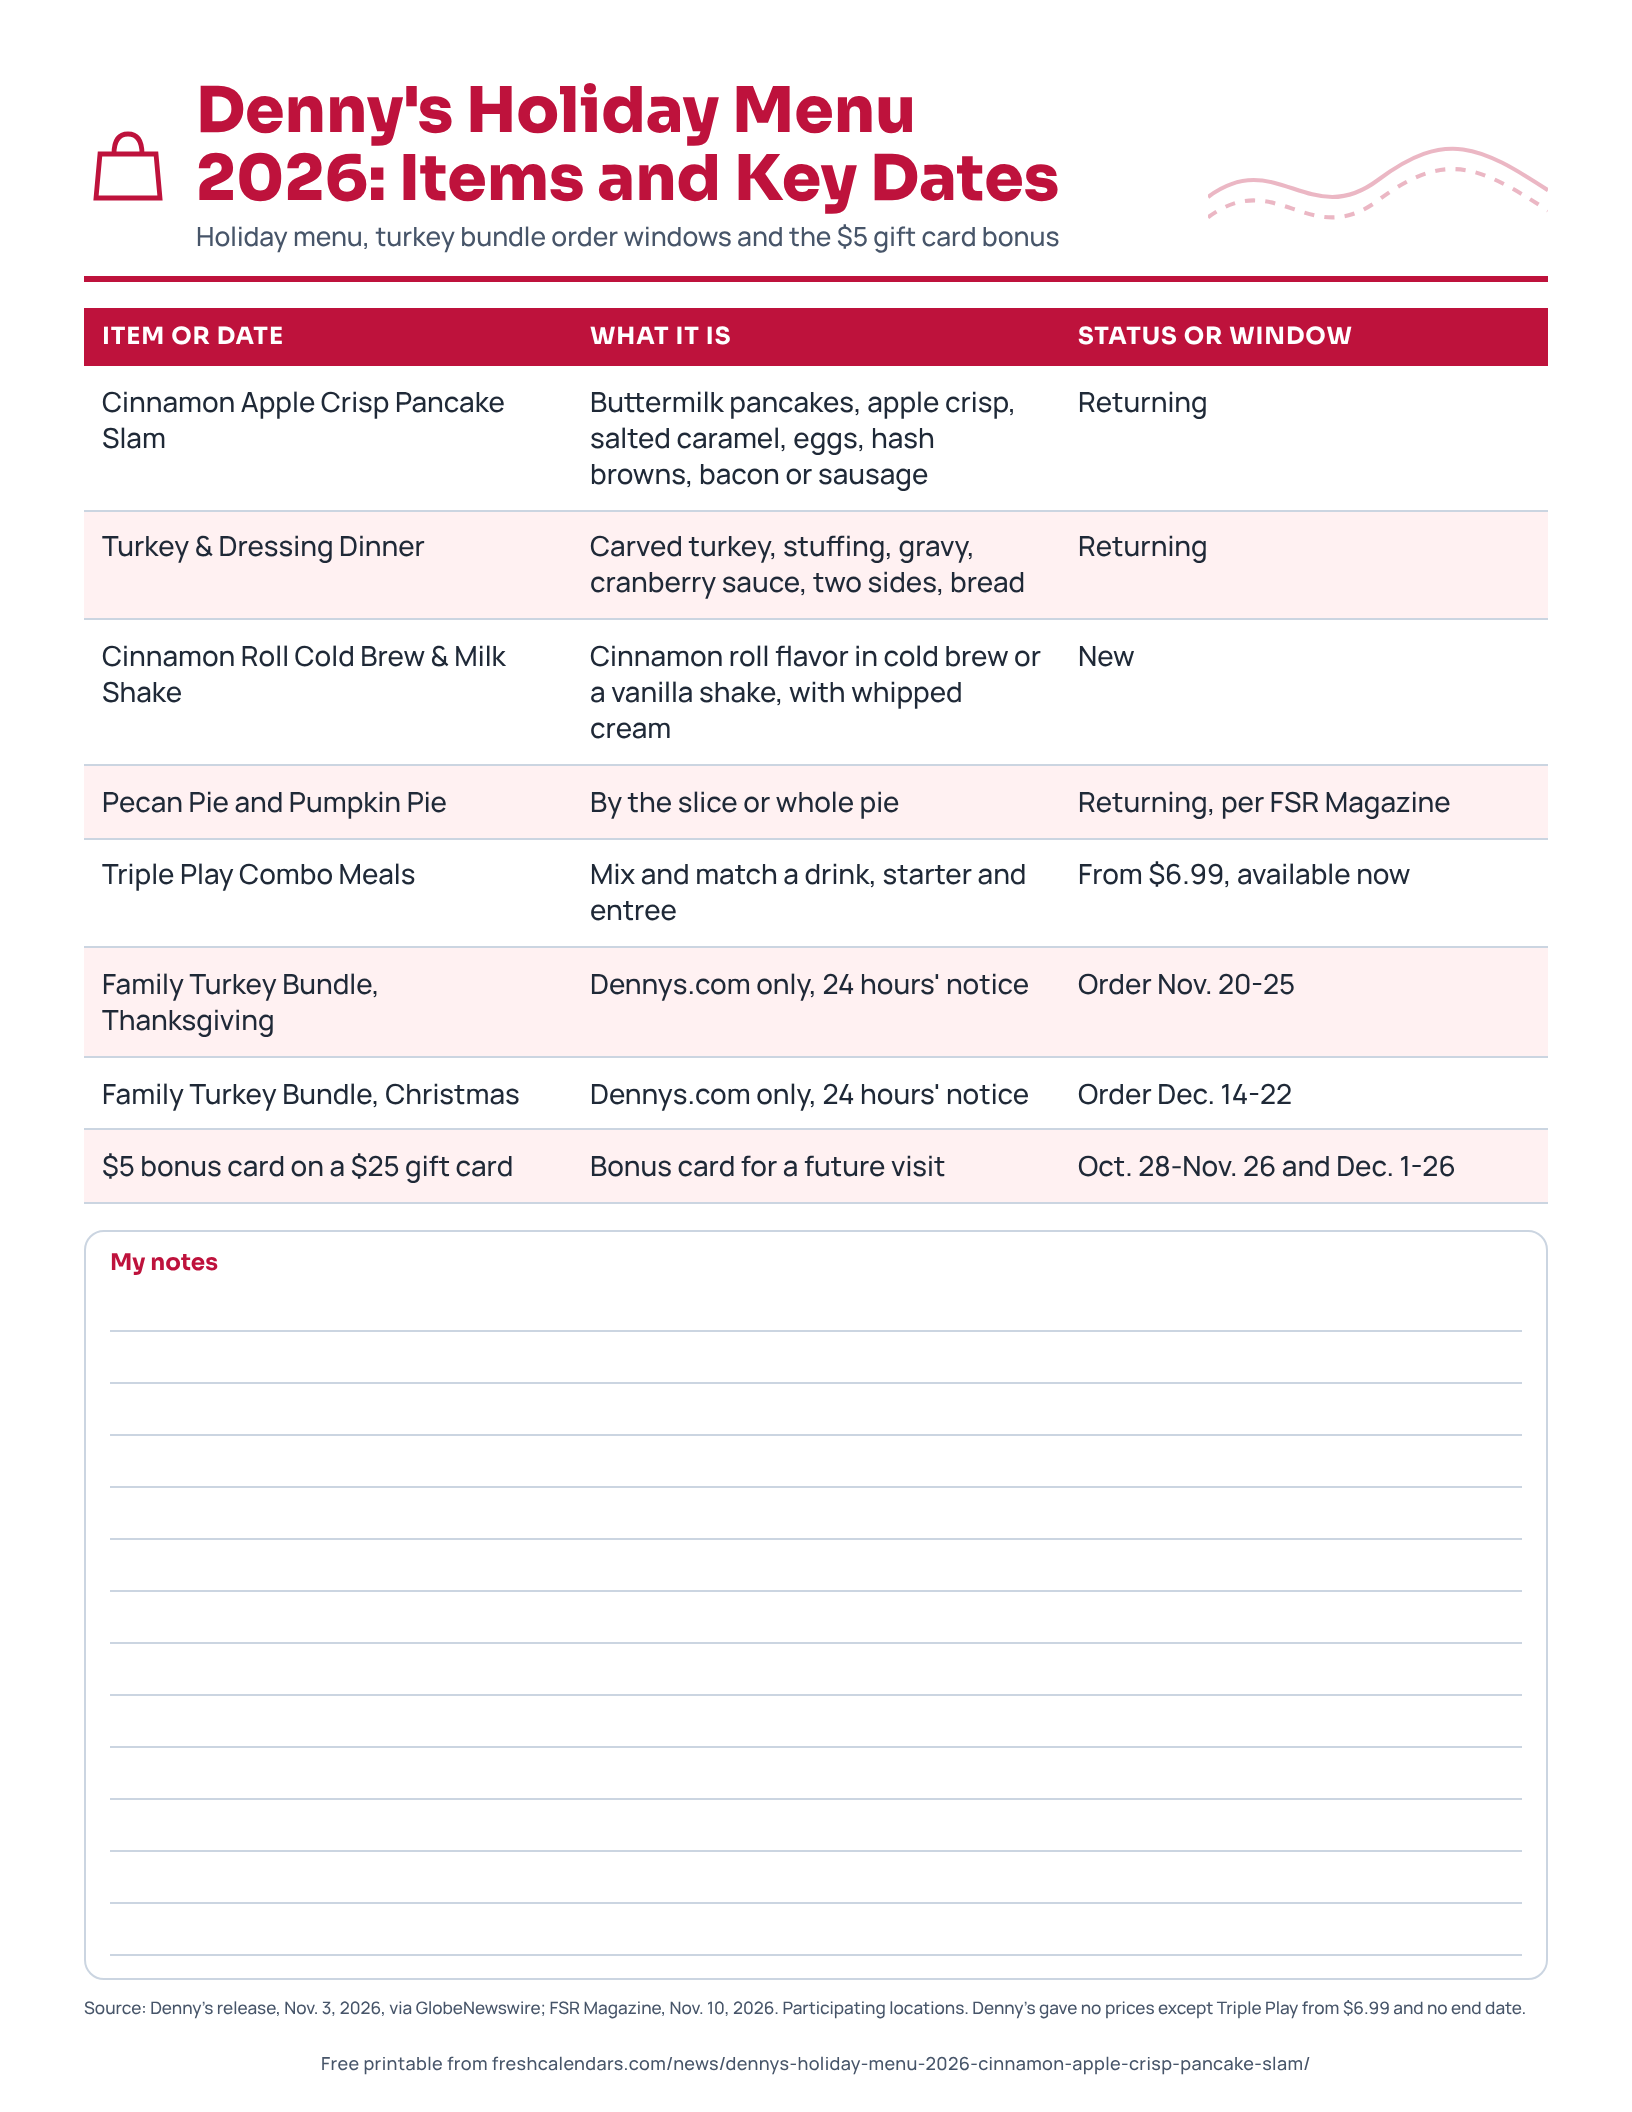 Denny's Holiday Menu
2026: Items and Key Dates
Holiday menu, turkey bundle order windows and the $5 gift card bonus
ITEM OR DATE WHAT IT IS STATUS OR WINDOW
Cinnamon Apple Crisp Pancake Buttermilk pancakes, apple crisp, Returning
Slam salted caramel, eggs, hash
browns, bacon or sausage
Turkey & Dressing Dinner Carved turkey, stuffing, gravy, Returning
cranberry sauce, two sides, bread
Cinnamon Roll Cold Brew & Milk Cinnamon roll flavor in cold brew or New
Shake a vanilla shake, with whipped
cream
Pecan Pie and Pumpkin Pie By the slice or whole pie Returning, per FSR Magazine
Triple Play Combo Meals Mix and match a drink, starter and From $6.99, available now
entree
Family Turkey Bundle, Dennys.com only, 24 hours' notice Order Nov. 20-25
Thanksgiving
Family Turkey Bundle, Christmas Dennys.com only, 24 hours' notice Order Dec. 14-22
$5 bonus card on a $25 gift card Bonus card for a future visit Oct. 28-Nov. 26 and Dec. 1-26
My notes
Source: Denny's release, Nov. 3, 2026, via GlobeNewswire; FSR Magazine, Nov. 10, 2026. Participating locations. Denny's gave no prices except Triple Play from $6.99 and no end date.
Free printable from freshcalendars.com/news/dennys-holiday-menu-2026-cinnamon-apple-crisp-pancake-slam/